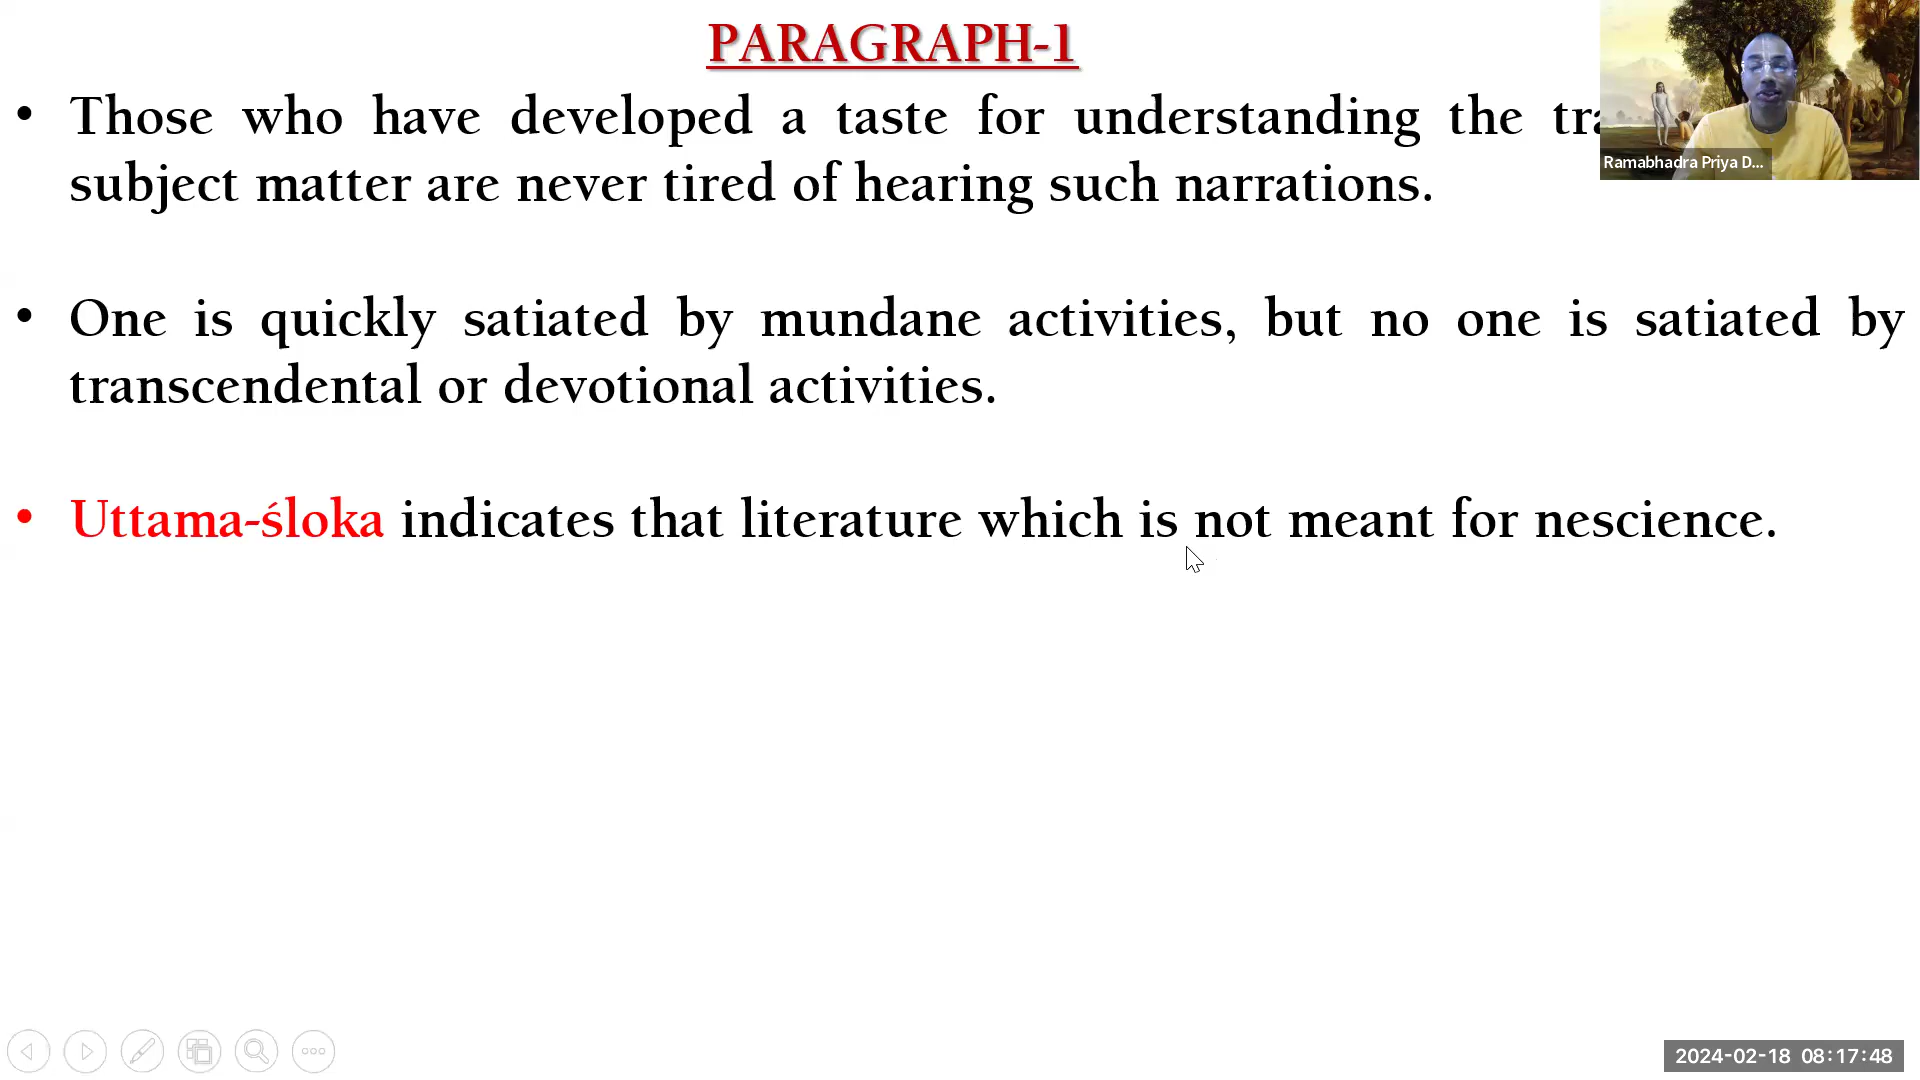 PARAGRAPH-1
• Those who have developed a taste for understanding the
subject matter are never tired of hearing such narrations.
• One is quickly satiated by mundane activities, but no one is satiated by
transcendental or devotional activities.
• Uttama-śloka indicates that literature which is not meant for nescience.
Ramabhadra Priya D...
2024-02-18 08:17:48